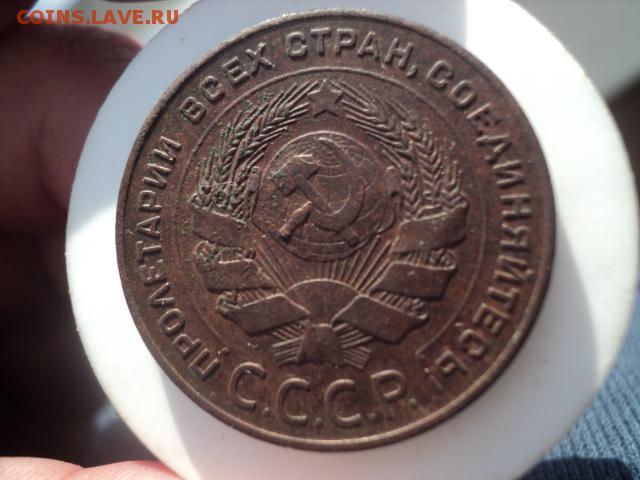 COINS.LAVE.RU
ПРОЛЕТАРИИ ВСЕХ СТРАН, СОЕДИНЯЙТЕСЬ!
С.С.С.Р.